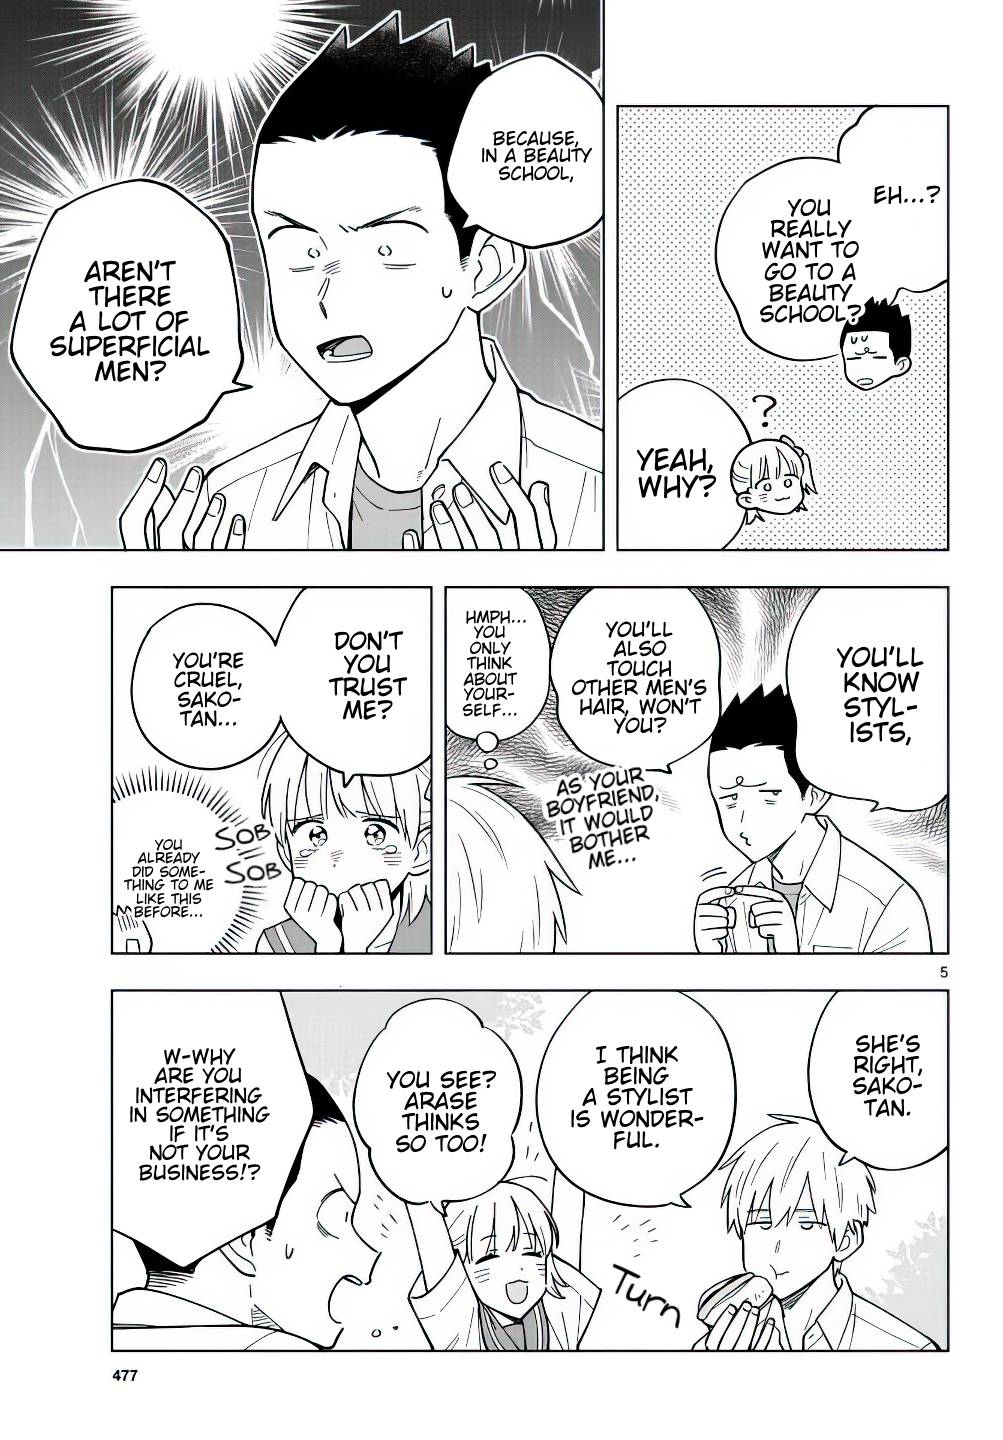 EH...?
YOU
REALLY
WANT TO
GO TO A
BEAUTY
SCHOOL?
?
YEAH,
WHY?
BECAUSE,
IN A BEAUTY
SCHOOL,
AREN'T
THERE
A LOT OF
SUPERFICIAL
MEN?
YOU'LL
KNOW
STYL-
ISTS,
YOU'LL
ALSO
TOUCH
OTHER MEN'S
HAIR, WON'T
YOU?
AS YOUR
BOYFRIEND,
IT WOULD
BOTHER
ME...
HMPH...
YOU
ONLY
THINK
ABOUT
YOUR-
SELF...
DON'T
YOU
TRUST
ME?
YOU'RE
CRUEL,
SAKO-
TAN...
SOB
SOB
YOU
ALREADY
DID SOME-
THING TO ME
LIKE THIS
BEFORE...
5
SHE'S
RIGHT,
SAKO-
TAN.
I THINK
BEING
A STYLIST
IS WONDER-
FUL.
Turn
YOU SEE?
ARASE
THINKS
SO TOO!
W-WHY
ARE YOU
INTERFERING
IN SOMETHING
IF IT'S
NOT YOUR
BUSINESS!?
477